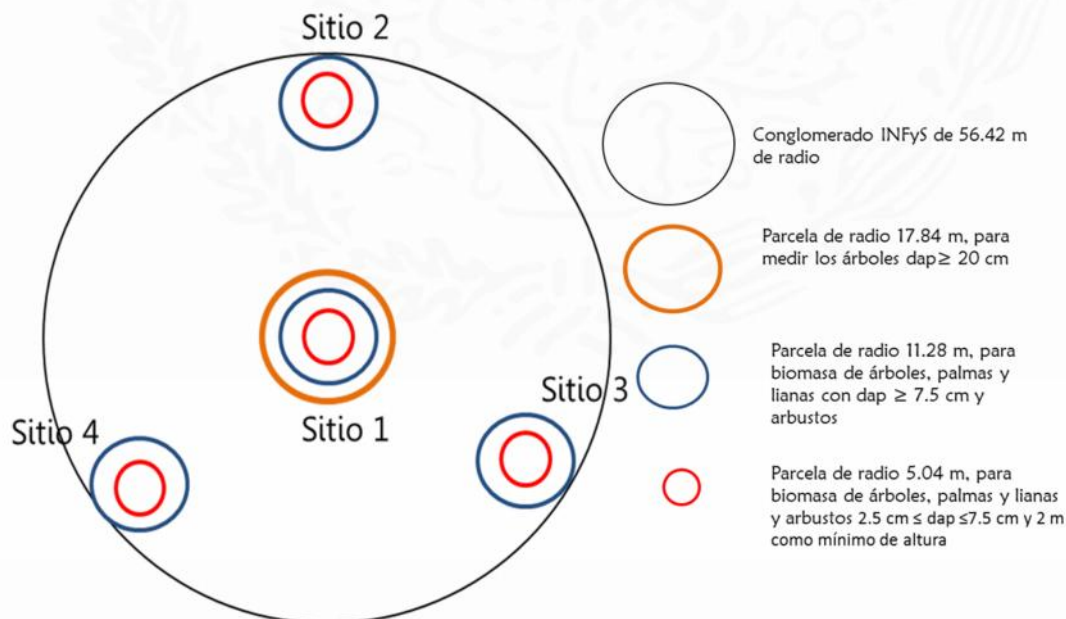 Sitio 2
Conglomerado INFyS de 56.42 m
de radio
Parcela de radio 17.84 m, para
medir los árboles dap≥ 20 cm
Parcela de radio 11.28 m, para
biomasa de árboles, palmas y
lianas con dap ≥ 7.5 cm y
arbustos
Sitio 3
Sitio 4
Sitio 1
Parcela de radio 5.04 m, para
biomasa de árboles, palmas y lianas
y arbustos 2.5 cm ≤ dap ≤7.5 cm y 2 m
como mínimo de altura